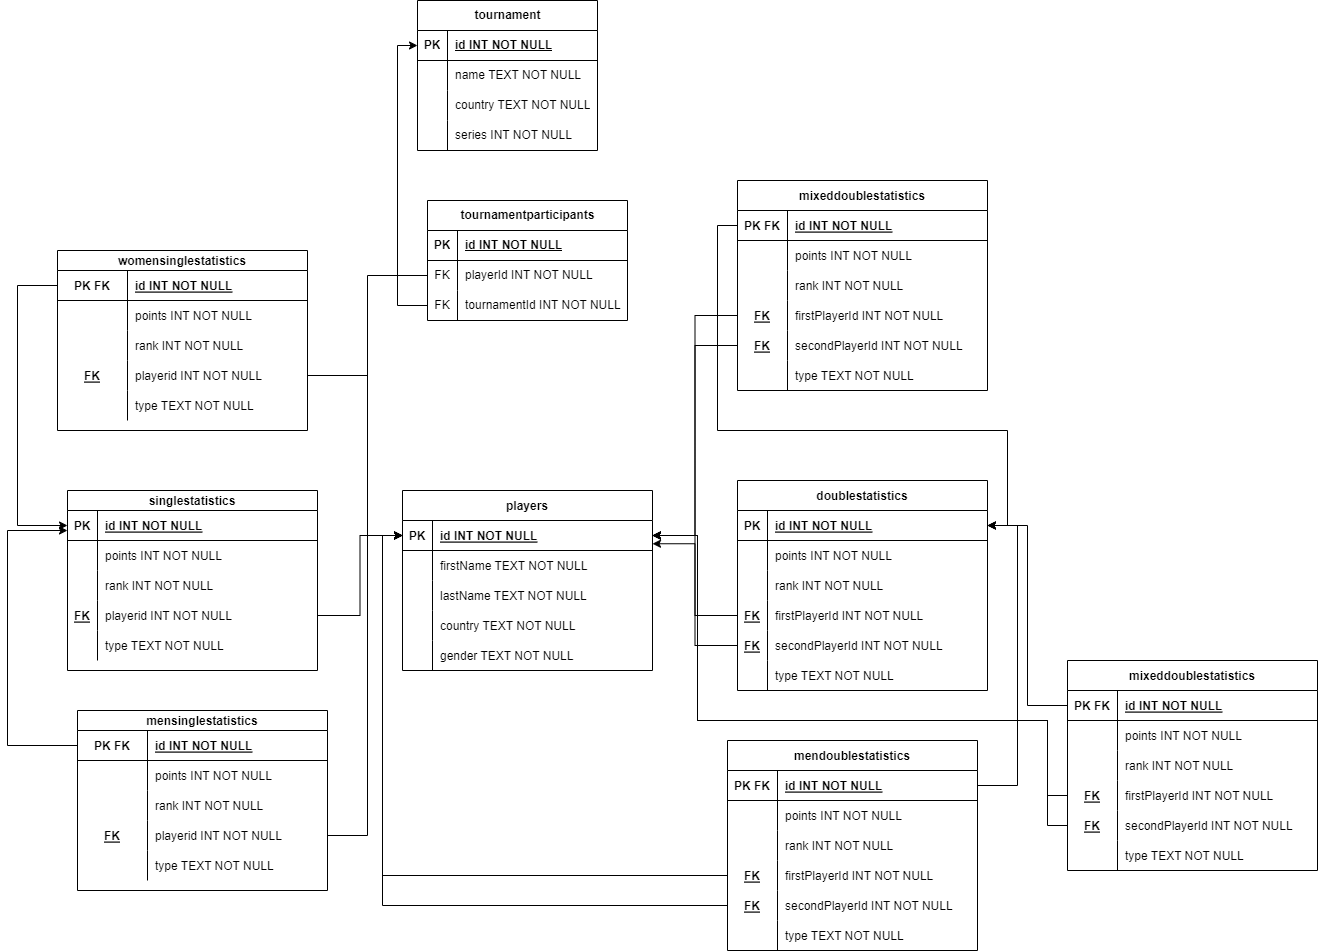 tournament
PK id INT NOT NULL
name TEXT NOT NULL
country TEXT NOT NULL
series INT NOT NULL
tournamentparticipants
PK id INT NOT NULL
FK playerId INT NOT NULL
FK tournamentId INT NOT NULL
mixeddoublestatistics
PK FK id INT NOT NULL
points INT NOT NULL
rank INT NOT NULL
FK firstPlayerId INT NOT NULL
FK secondPlayerId INT NOT NULL
type TEXT NOT NULL
womensinglestatistics
PK FK id INT NOT NULL
points INT NOT NULL
rank INT NOT NULL
FK playerid INT NOT NULL
type TEXT NOT NULL
singlestatistics
PK id INT NOT NULL
points INT NOT NULL
rank INT NOT NULL
FK playerid INT NOT NULL
type TEXT NOT NULL
players
PK id INT NOT NULL
firstName TEXT NOT NULL
lastName TEXT NOT NULL
country TEXT NOT NULL
gender TEXT NOT NULL
doublestatistics
PK id INT NOT NULL
points INT NOT NULL
rank INT NOT NULL
FK firstPlayerId INT NOT NULL
FK secondPlayerId INT NOT NULL
type TEXT NOT NULL
mixeddoublestatistics
PK FK id INT NOT NULL
points INT NOT NULL
rank INT NOT NULL
FK firstPlayerId INT NOT NULL
FK secondPlayerId INT NOT NULL
type TEXT NOT NULL
mensinglestatistics
PK FK id INT NOT NULL
points INT NOT NULL
rank INT NOT NULL
FK playerid INT NOT NULL
type TEXT NOT NULL
mendoublestatistics
PK FK id INT NOT NULL
points INT NOT NULL
rank INT NOT NULL
FK firstPlayerId INT NOT NULL
FK secondPlayerId INT NOT NULL
type TEXT NOT NULL